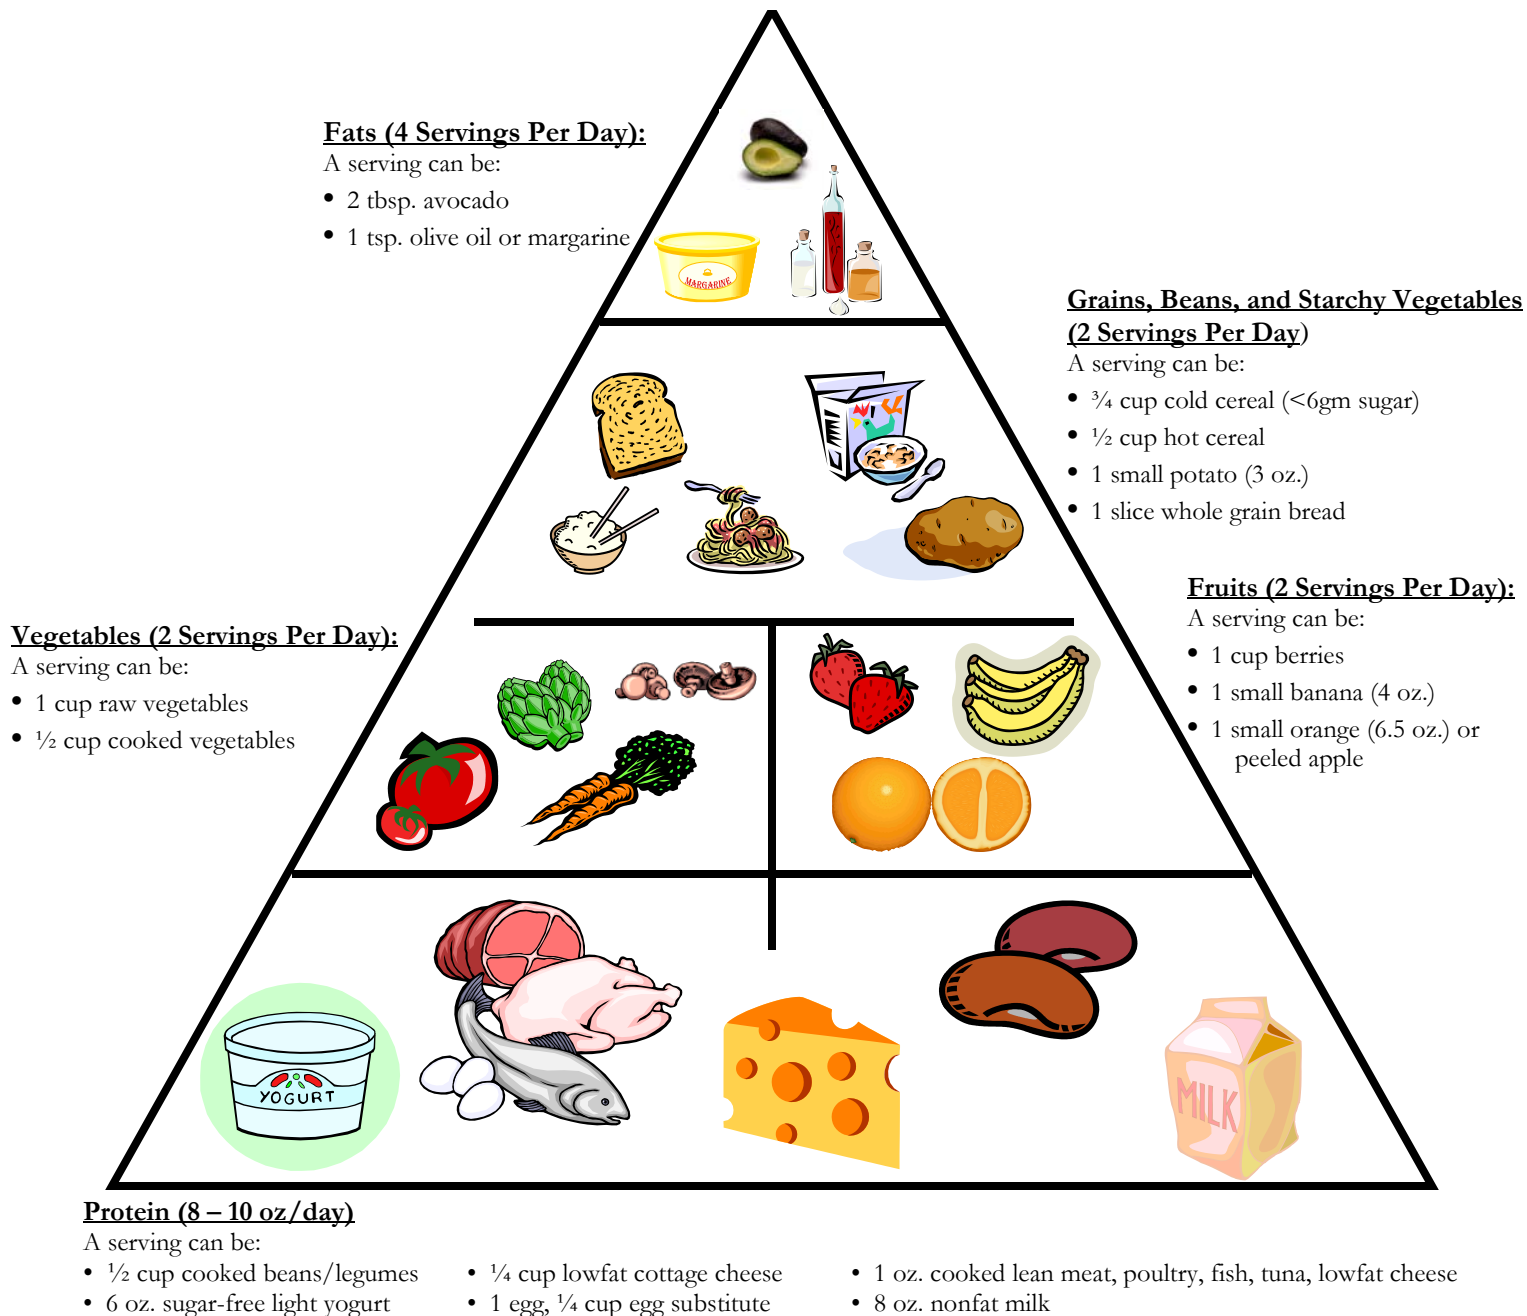 Fats (4 Servings Per Day):
A serving can be:
• 2 tbsp. avocado
• 1 tsp. olive oil or margarine
MARGARINE
Grains, Beans, and Starchy Vegetables
(2 Servings Per Day)
A serving can be:
• ¾ cup cold cereal (<6gm sugar)
• ½ cup hot cereal
• 1 small potato (3 oz.)
• 1 slice whole grain bread
Fruits (2 Servings Per Day):
A serving can be:
• 1 cup berries
• 1 small banana (4 oz.)
• 1 small orange (6.5 oz.) or
peeled apple
Vegetables (2 Servings Per Day):
A serving can be:
• 1 cup raw vegetables
• ½ cup cooked vegetables
YOGURT
MILK
Protein (8 – 10 oz/day)
A serving can be:
• ½ cup cooked beans/legumes • ¼ cup lowfat cottage cheese • 1 oz. cooked lean meat, poultry, fish, tuna, lowfat cheese
• 6 oz. sugar-free light yogurt • 1 egg, ¼ cup egg substitute • 8 oz. nonfat milk